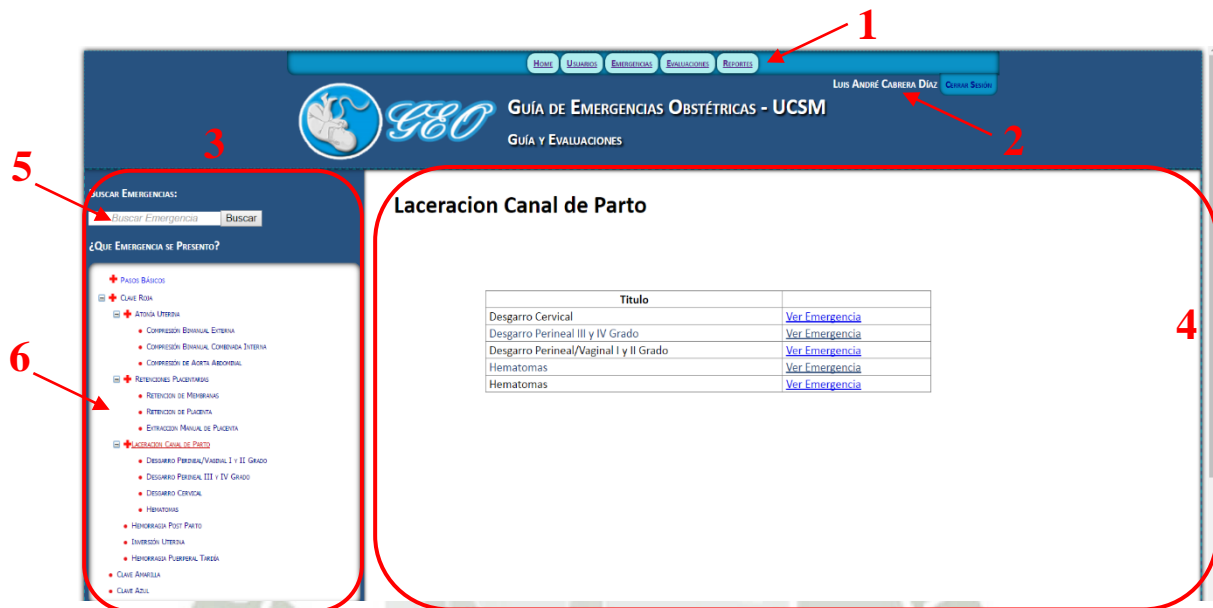 1
Home Usuarios Emergencias Evaluaciones Reportes
Luis André Cabrera Díaz Cerrar Sesión
GEO
Guía de Emergencias Obstétricas - UCSM
Guía y Evaluaciones
2
3
4
5
6
Buscar Emergencias:
Buscar Emergencia Buscar
¿Que Emergencia se Presento?
Pasos Básicos
Clave Roja
Atonía Uterina
Compresión Bimanual Externa
Compresión Bimanual Combinada Interna
Compresión de Aorta Abdominal
Retenciones Placentarias
Retencion de Membranas
Retencion de Placenta
Extraccion Manual de Placenta
Laceracion Canal de Parto
Desgarro Perineal/Vaginal I y II Grado
Desgarro Perineal III y IV Grado
Desgarro Cervical
Hematomas
Hemorragia Post Parto
Inversión Uterina
Hemorragia Puerperal Tardía
Clave Amarilla
Clave Azul
Laceracion Canal de Parto
Titulo
Desgarro Cervical Ver Emergencia
Desgarro Perineal III y IV Grado Ver Emergencia
Desgarro Perineal/Vaginal I y II Grado Ver Emergencia
Hematomas Ver Emergencia
Hematomas Ver Emergencia